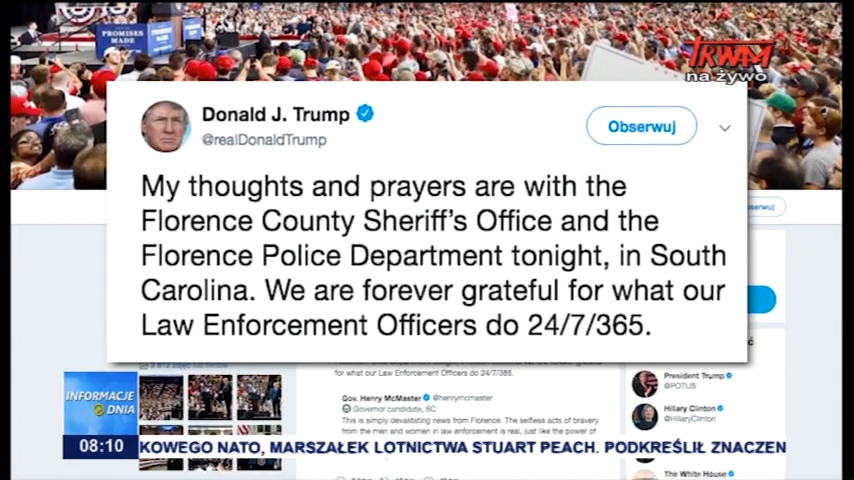 PROMISES
MADE
TRWAM
na żywo
Donald J. Trump
@realDonaldTrump
Obserwuj
My thoughts and prayers are with the
Florence County Sheriff's Office and the
Florence Police Department tonight, in South
Carolina. We are forever grateful for what our
Law Enforcement Officers do 24/7/365.
for what our Law Enforcement Officers do 24/7/365.
Gov. Henry McMaster @henrymcmaster
Governor candidate, SC
This is simply devastating news from Florence. The selfless acts of bravery
from the men and women in law enforcement is real, just like the power of
President Trump
@POTUS
Hillary Clinton
@HillaryClinton
The White House
INFORMACJE
DNIA
08:10
KOWEGO NATO, MARSZAŁEK LOTNICTWA STUART PEACH. PODKREŚLIŁ ZNACZEN